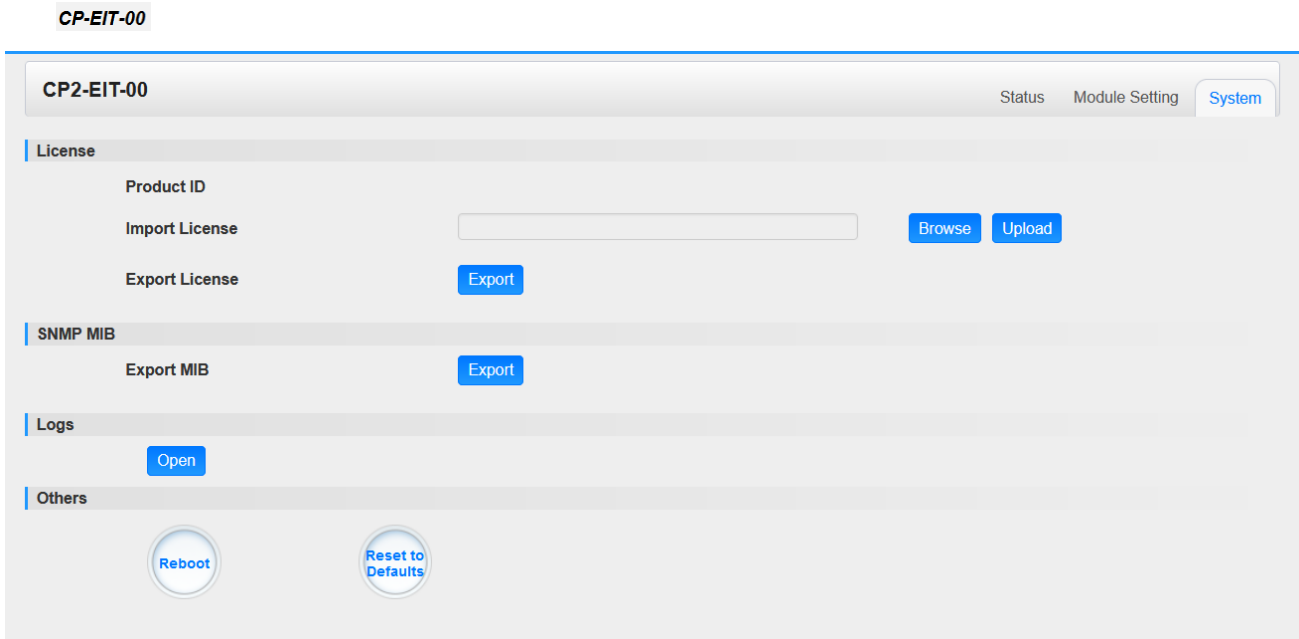 CP-EIT-00
CP2-EIT-00
Status Module Setting System
License
Product ID
Import License Browse Upload
Export License Export
SNMP MIB
Export MIB Export
Logs
Open
Others
Reboot Reset to
Defaults